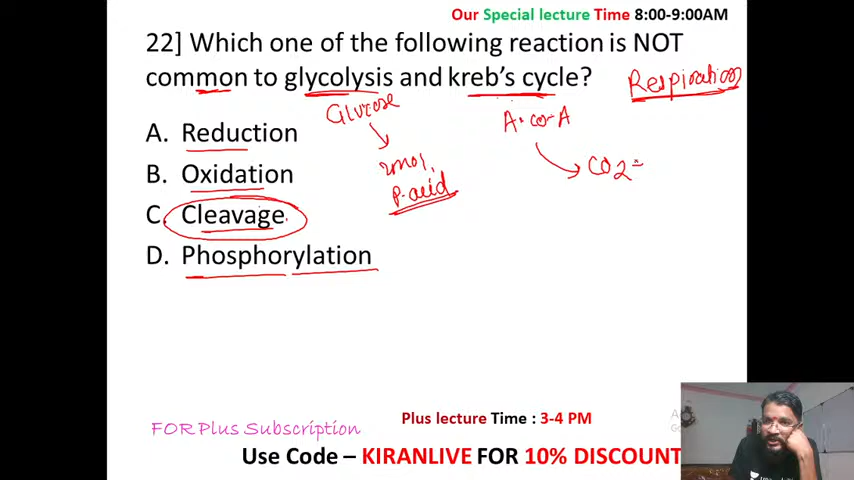 Our Special lecture Time 8:00-9:00AM
22] Which one of the following reaction is NOT
common to glycolysis and kreb's cycle?
Respiration
Glucose
A·co-A
A. Reduction
2mol.
CO2
B. Oxidation
P-acid
C. Cleavage.
D. Phosphorylation
Plus lecture Time : 3-4 PM
FOR Plus Subscription
Use Code – KIRANLIVE FOR 10% DISCOUNT